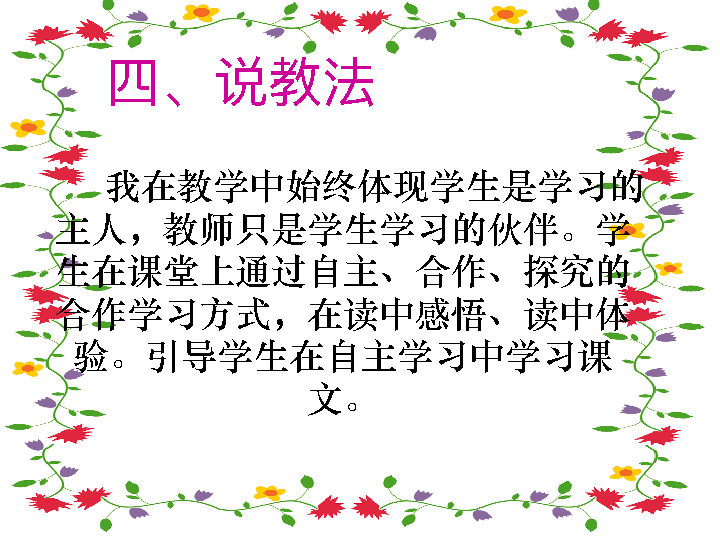 四、说教法
我在教学中始终体现学生是学习的
主人，教师只是学生学习的伙伴。学
生在课堂上通过自主、合作、探究的
合作学习方式，在读中感悟、读中体
验。引导学生在自主学习中学习课
文。